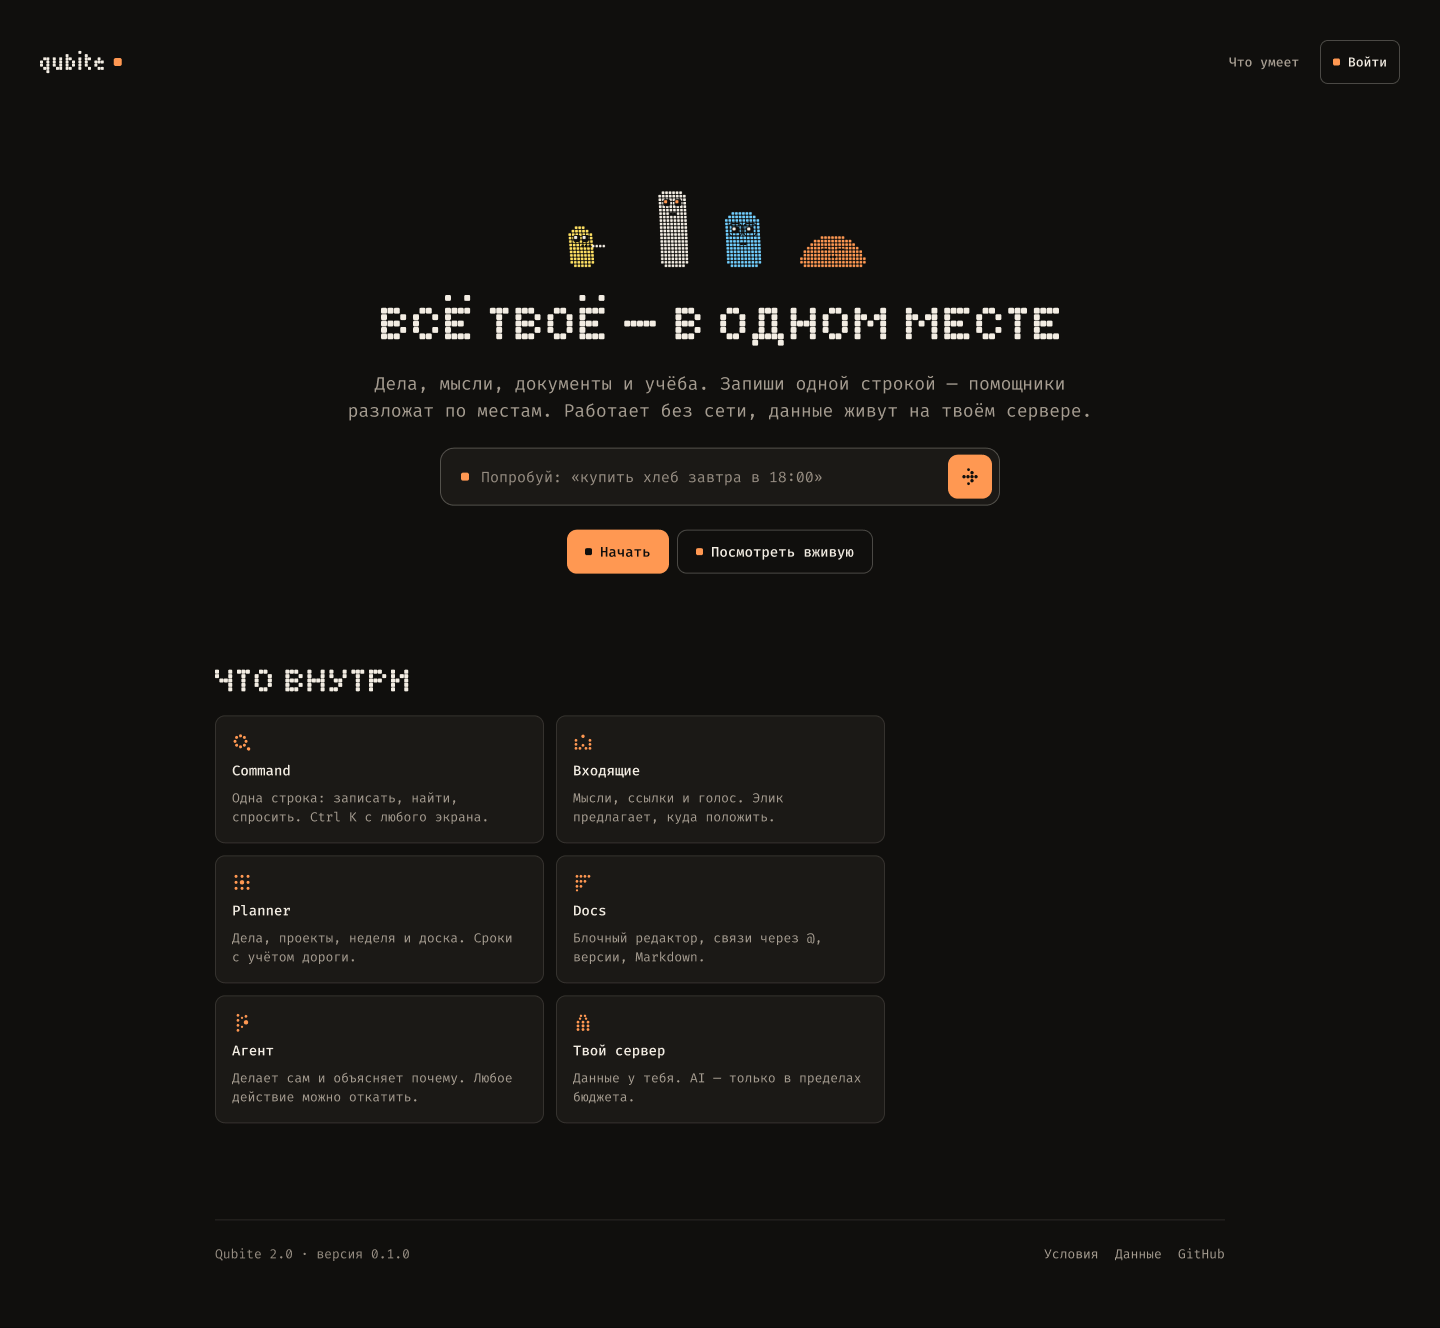 qubite
Что умеет
Войти
ВСЁ ТВОЁ — В ОДНОМ МЕСТЕ
Дела, мысли, документы и учёба. Запиши одной строкой — помощники
разложат по местам. Работает без сети, данные живут на твоём сервере.
Попробуй: «купить хлеб завтра в 18:00»
Начать
Посмотреть вживую
ЧТО ВНУТРИ
Command
Одна строка: записать, найти,
спросить. Ctrl K с любого экрана.
Входящие
Мысли, ссылки и голос. Элик
предлагает, куда положить.
Planner
Дела, проекты, неделя и доска. Сроки
с учётом дороги.
Docs
Блочный редактор, связи через @,
версии, Markdown.
Агент
Делает сам и объясняет почему. Любое
действие можно откатить.
Твой сервер
Данные у тебя. AI — только в пределах
бюджета.
Qubite 2.0 · версия 0.1.0
Условия
Данные
GitHub